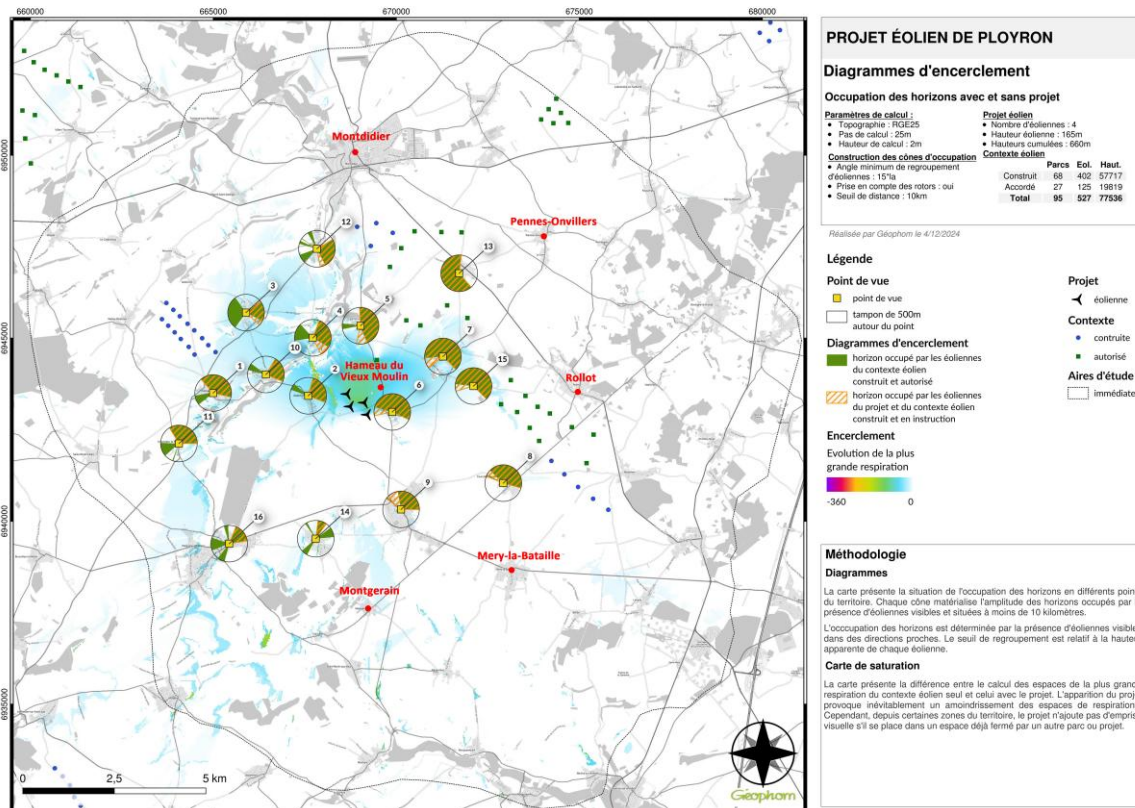 660000
665000
670000
675000
680000
6950000
6945000
6940000
6935000
Montdidier
Pennes-Onvillers
12
13
3
4
5
7
10
15
Hameau du
Vieux Moulin
Rollot
1
2
6
11
8
9
16
14
Mery-la-Bataille
Montgerain
0
2,5
5 km
Géophom
PROJET ÉOLIEN DE PLOYRON
Diagrammes d'encerclement
Occupation des horizons avec et sans projet
Paramètres de calcul :
• Topographie : RGE25
• Pas de calcul : 25m
• Hauteur de calcul : 2m
Construction des cônes d'occupation
• Angle minimum de regroupement
d'éoliennes : 15°la
• Prise en compte des rotors : oui
• Seuil de distance : 10km
Projet éolien
• Nombre d'éoliennes : 4
• Hauteur éolienne : 165m
• Hauteurs cumulées : 660m
Contexte éolien
Parcs Eol. Haut.
Construit 68 402 57717
Accordé 27 125 19819
Total 95 527 77536
Réalisée par Géophom le 4/12/2024
Légende
Point de vue
point de vue
tampon de 500m
autour du point
Diagrammes d'encerclement
horizon occupé par les éoliennes
du contexte éolien
construit et autorisé
horizon occupé par les éoliennes
du projet et du contexte éolien
construit et en instruction
Encerclement
Evolution de la plus
grande respiration
-360 0
Projet
éolienne
Contexte
contruite
autorisé
Aires d'étude
immédiate
Méthodologie
Diagrammes
La carte présente la situation de l'occupation des horizons en différents poin
du territoire. Chaque cône matérialise l'amplitude des horizons occupés par
présence d'éoliennes visibles et situées à moins de 10 kilomètres.
L'occcupation des horizons est déterminée par la présence d'éoliennes visible
dans des directions proches. Le seuil de regroupement est relatif à la hauteu
apparente de chaque éolienne.
Carte de saturation
La carte présente la différence entre le calcul des espaces de la plus grand
respiration du contexte éolien seul et celui avec le projet. L'apparition du proj
provoque inévitablement un amoindrissement des espaces de respiration
Cependant, depuis certaines zones du territoire, le projet n'ajoute pas d'empris
visuelle s'il se place dans un espace déjà fermé par un autre parc ou projet.